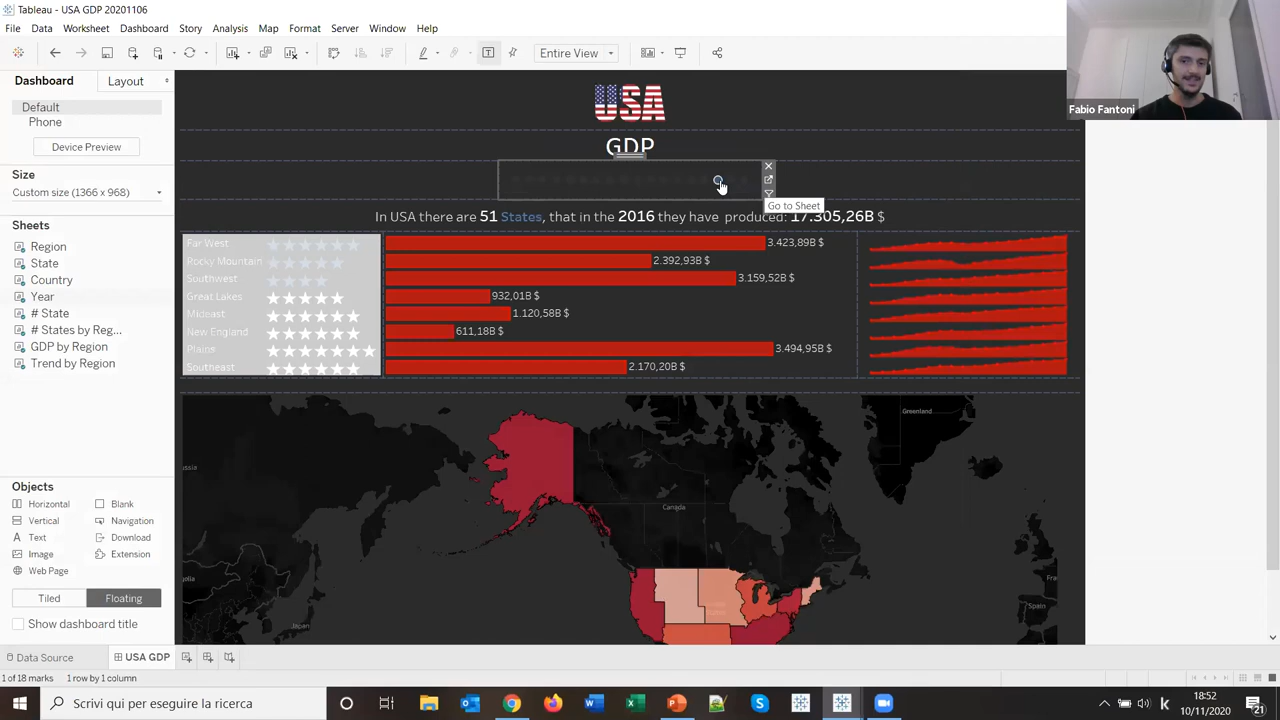 Tableau - USA GDP 20201106
File Data Worksheet Dashboard Story Analysis Map Format Server Window Help
Entire View
Fabio Fantoni
Dashboard Layout
Default
Phone
Device Preview
Size
Custom size (1366 x 968)
Sheets
Region
State
Country
Year
# State
# States by Reg...
GDP by Region
Trend by Region
Objects
Horizontal Blank
Vertical Navigation
Text Download
Image Extension
Web Page
Tiled Floating
Show dashboard title
USA
GDP
Go to Sheet
In USA there are 51 States, that in the 2016 they have produced: 17.305,26B $
Far West 3.423,89B $
Rocky Mountain 2.392,93B $
Southwest 3.159,52B $
Great Lakes 932,01B $
Mideast 1.120,58B $
New England 611,18B $
Plains 3.494,95B $
Southeast 2.170,20B $
Greenland
Canada
Japan
Spain
Data Source USA GDP
1 of 18 marks 1 row by 1 column
Scrivi qui per eseguire la ricerca
18:52
10/11/2020
21